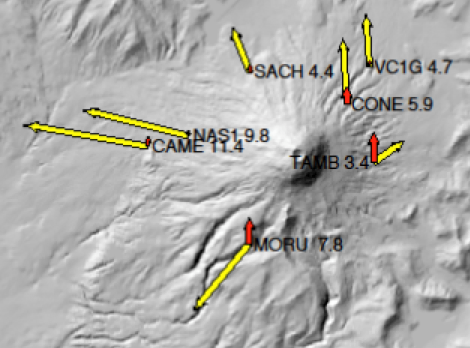 SACH 4.4
VC1G 4.7
CONE 5.9
NAS1 9.8
CAME 11.4
TAMB 3.4
MORU 7.8